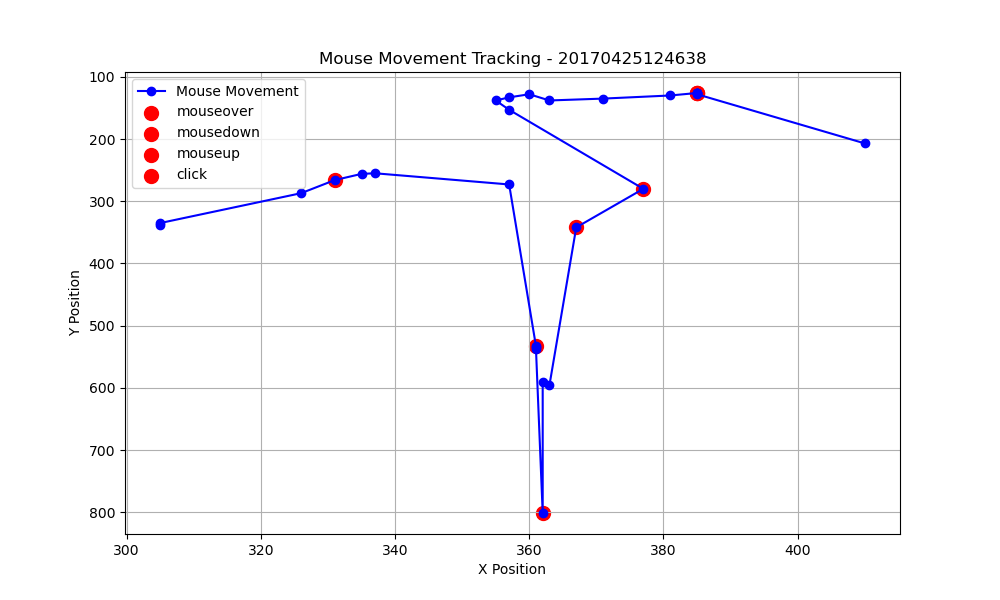 Mouse Movement Tracking - 20170425124638
Mouse Movement
mouseover
mousedown
mouseup
click
Y Position
100
200
300
400
500
600
700
800
300
320
340
360
380
400
X Position